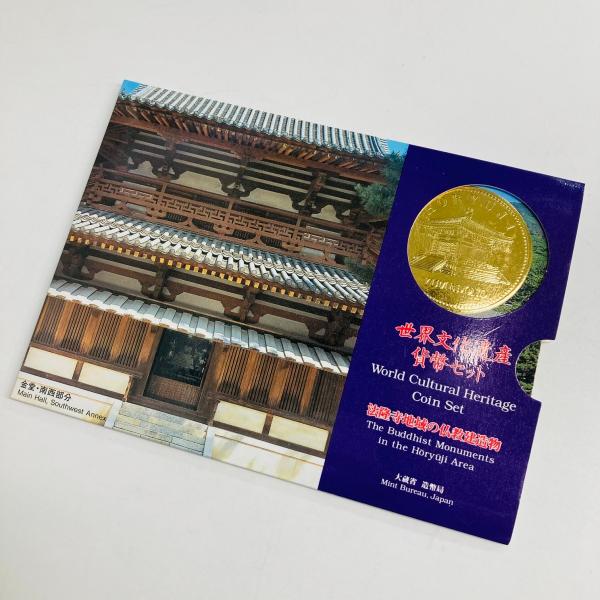 金堂・南西部分
Main Hall, Southwest Annex
HORYUJI
世界文化遺産
貨幣セット
World Cultural Heritage
Coin Set
法隆寺地域の仏教建造物
The Buddhist Monuments
in the Hōryūji Area
大蔵省 造幣局
Mint Bureau, Japan